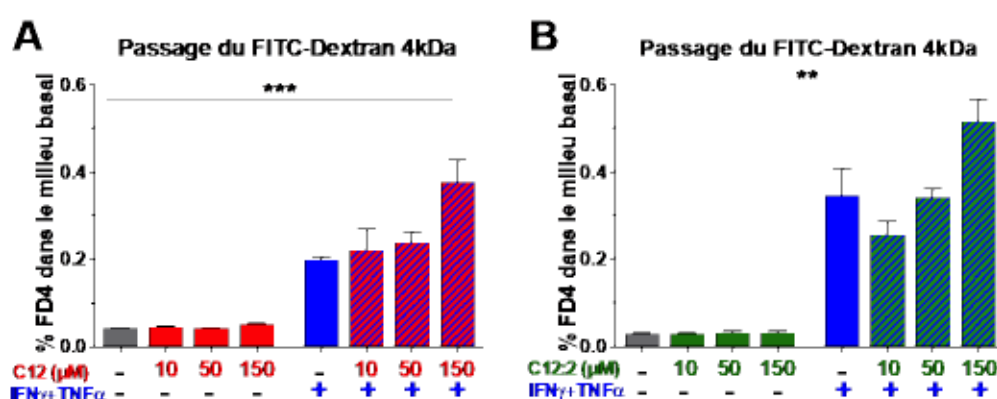 A
Passage du FITC-Dextran 4kDa
% FD4 dans le milieu basal
0.6
0.4
0.2
0.0
***
C12 (µM) - 10 50 150 - 10 50 150
IFNγ+TNFα - - - - + + + +
B
Passage du FITC-Dextran 4kDa
% FD4 dans le milieu basal
0.6
0.4
0.2
0.0
**
C12:2 (µM) - 10 50 150 - 10 50 150
IFNγ+TNFα - - - - + + + +